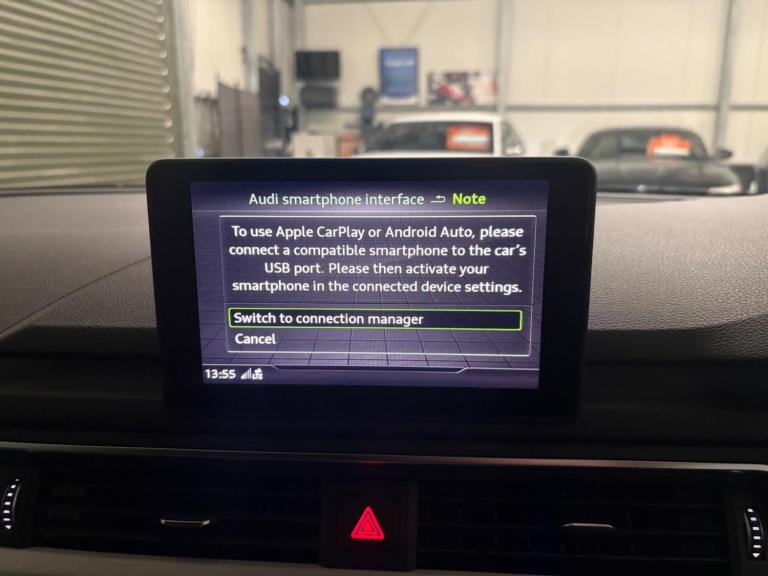 Audi smartphone interface Note
To use Apple CarPlay or Android Auto, please
connect a compatible smartphone to the car's
USB port. Please then activate your
smartphone in the connected device settings.
Switch to connection manager
Cancel
13:55 LTE